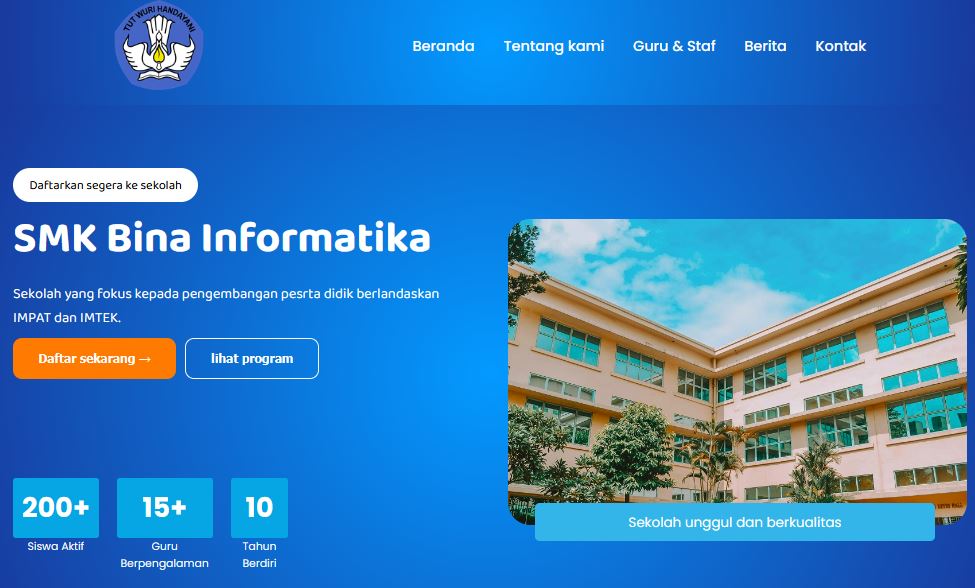 TUT WURI HANDAYANI
Beranda
Tentang kami
Guru & Staf
Berita
Kontak
Daftarkan segera ke sekolah
SMK Bina Informatika
Sekolah yang fokus kepada pengembangan pesrta didik berlandaskan
IMPAT dan IMTEK.
Daftar sekarang →
lihat program
200+
Siswa Aktif
15+
Guru
Berpengalaman
10
Tahun
Berdiri
Sekolah unggul dan berkualitas